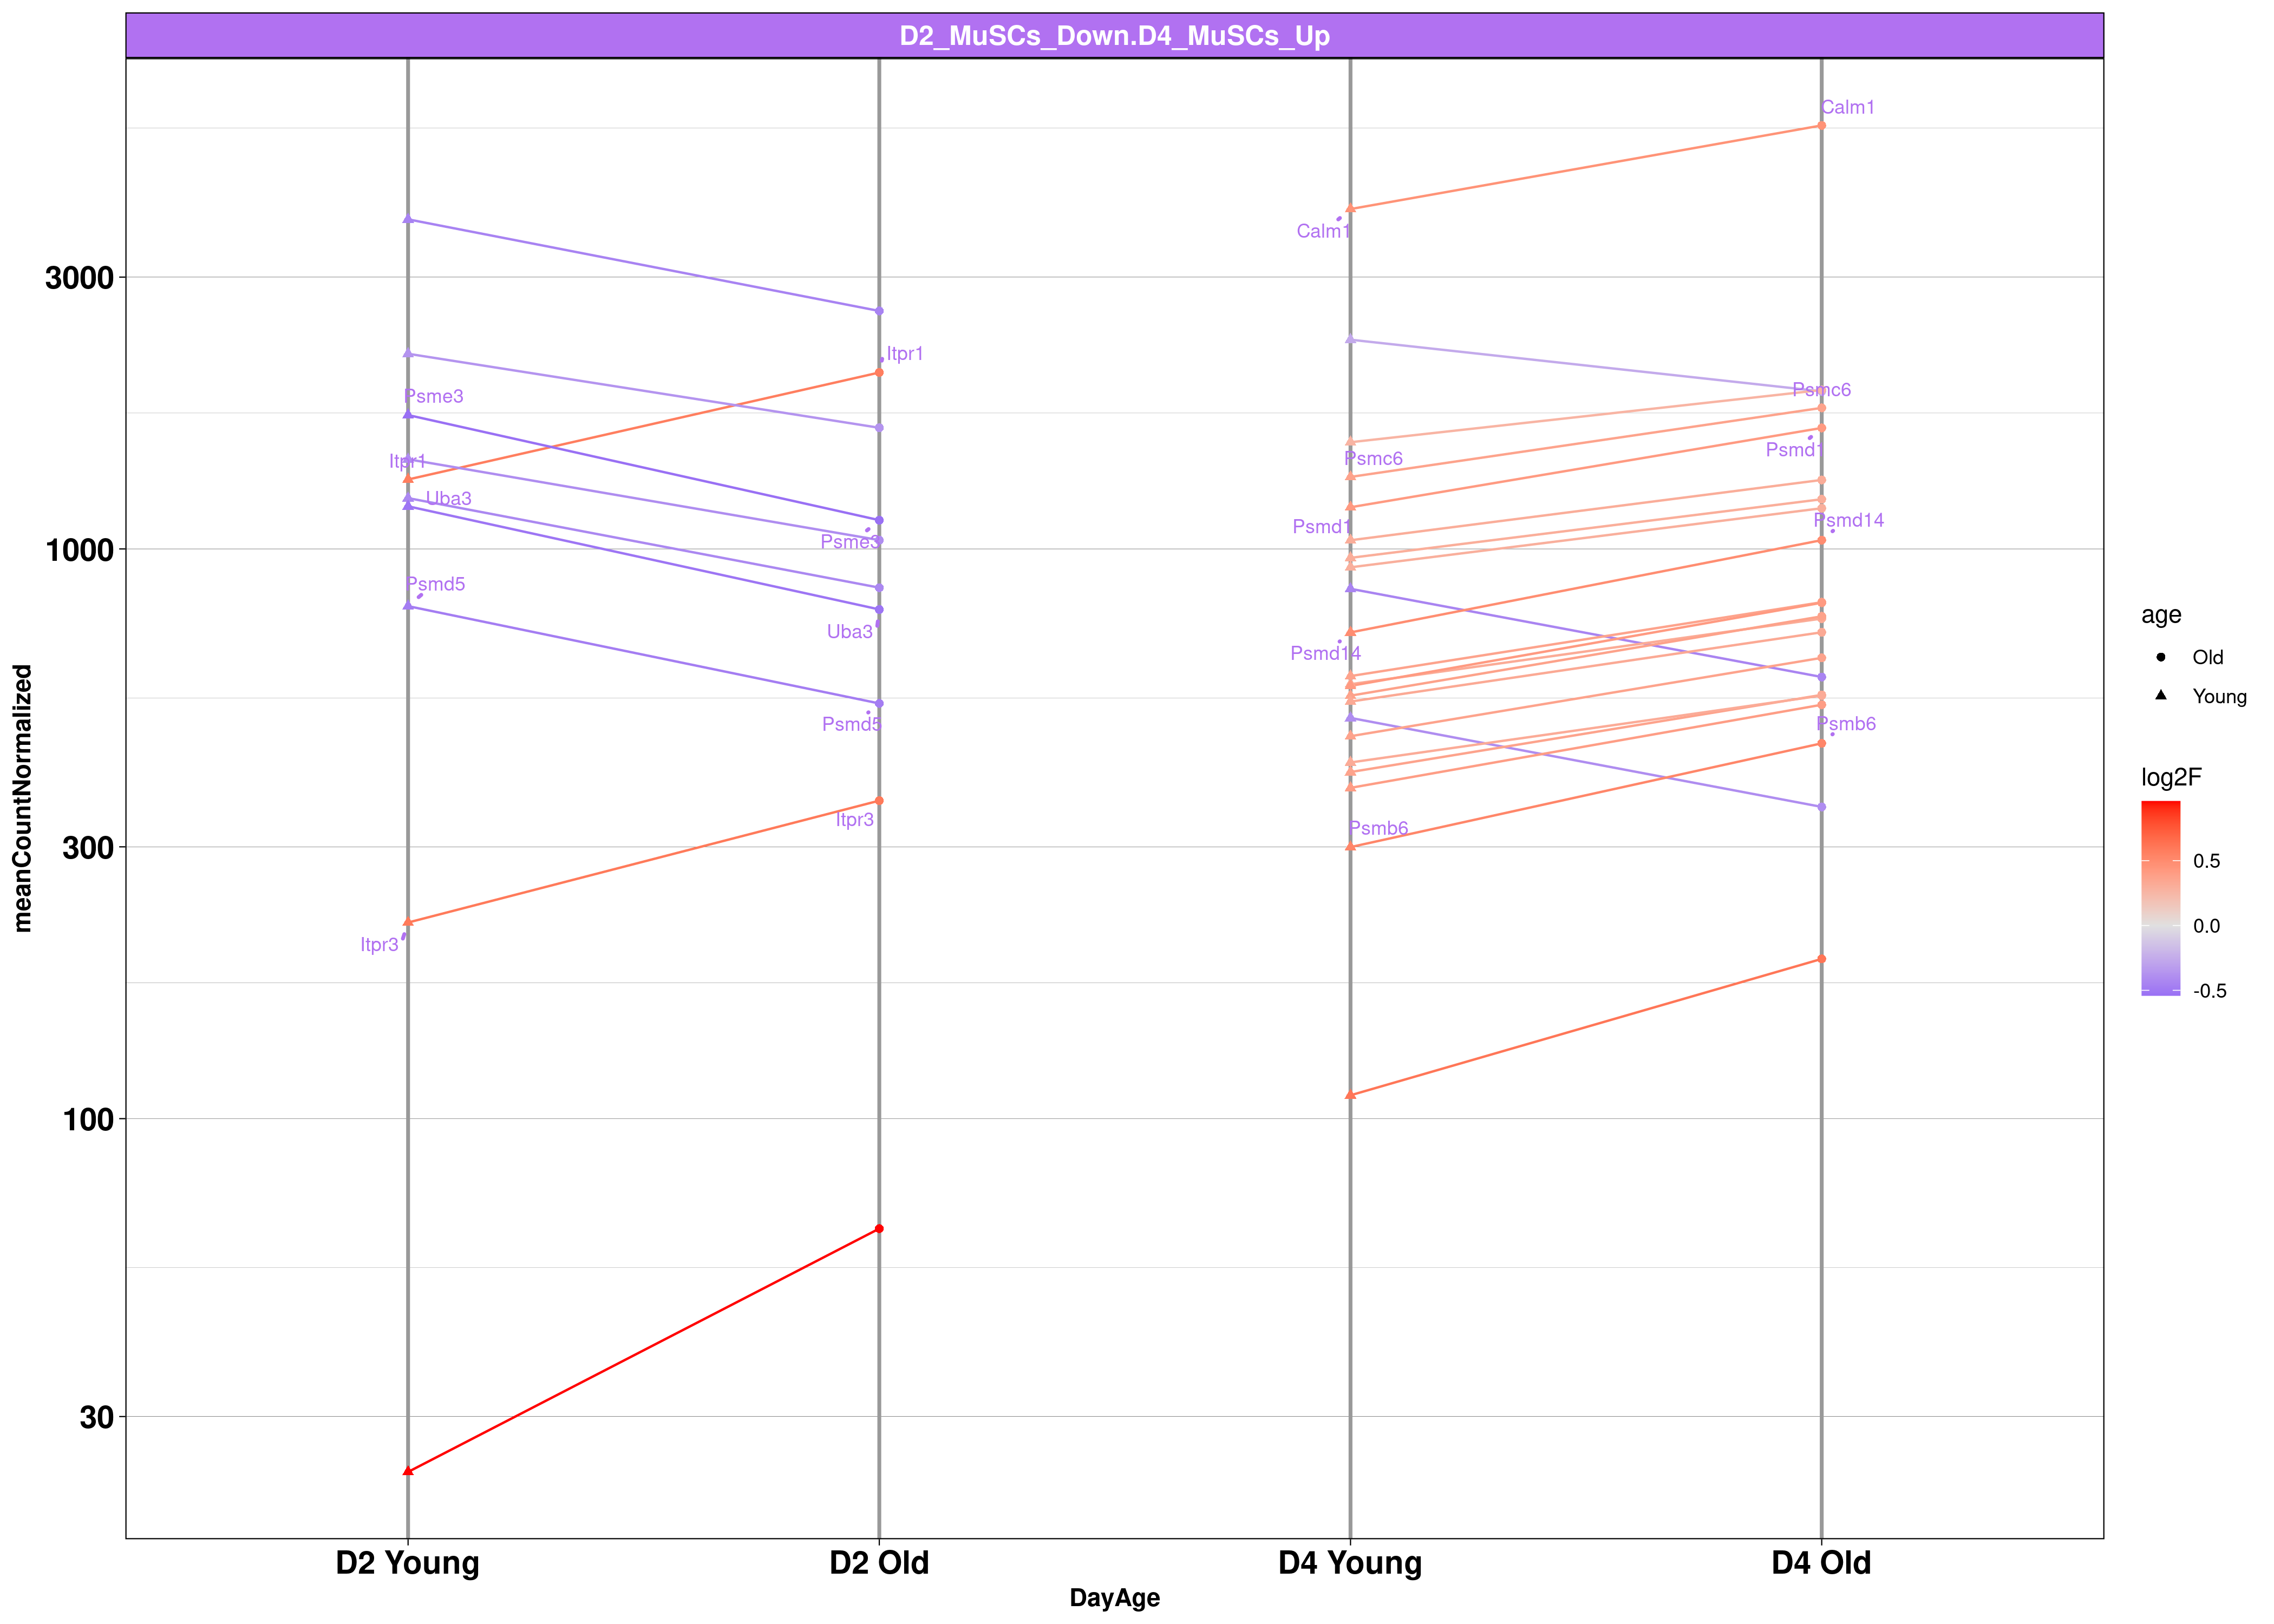 D2_MuSCs_Down.D4_MuSCs_Up
Calm1
Calm1
3000
Itpr1
Psme3
Psmc6
Psmd1
Itpr1
Psmc6
Uba3
Psmd14
Psmd1
Psme3
1000
Psmd5
Uba3
Psmd14
Psmd5
Psmb6
Itpr3
Psmb6
300
Itpr3
100
30
meanCountNormalized
D2 Young
D2 Old
D4 Young
D4 Old
DayAge
age
Old
Young
log2F
0.5
0.0
-0.5